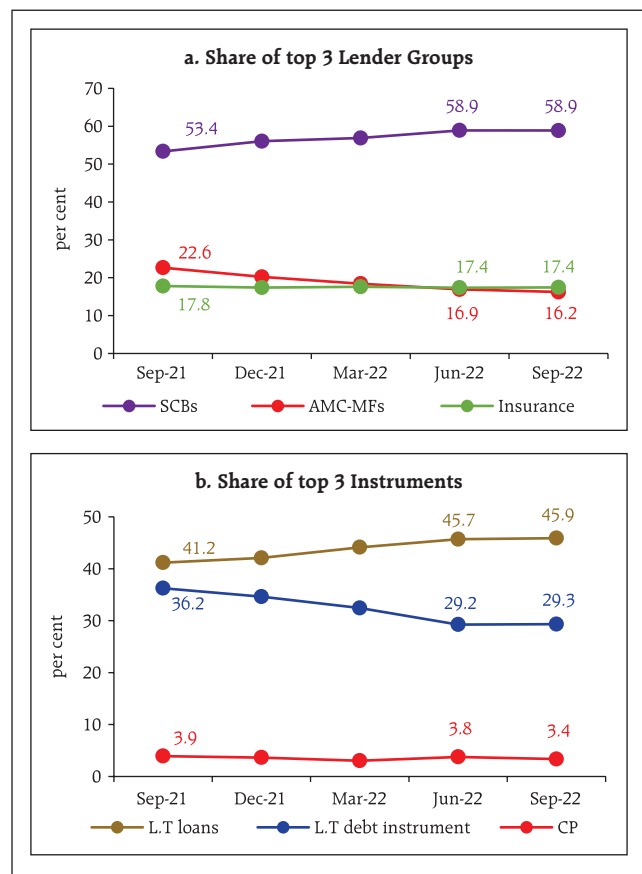 a. Share of top 3 Lender Groups
per cent
70
60
50
40
30
20
10
0
53.4
58.9
58.9
22.6
17.8
17.4
17.4
16.9
16.2
Sep-21
Dec-21
Mar-22
Jun-22
Sep-22
SCBs
AMC-MFs
Insurance
b. Share of top 3 Instruments
per cent
50
40
30
20
10
0
41.2
45.7
45.9
36.2
29.2
29.3
3.9
3.8
3.4
Sep-21
Dec-21
Mar-22
Jun-22
Sep-22
L.T loans
L.T debt instrument
CP